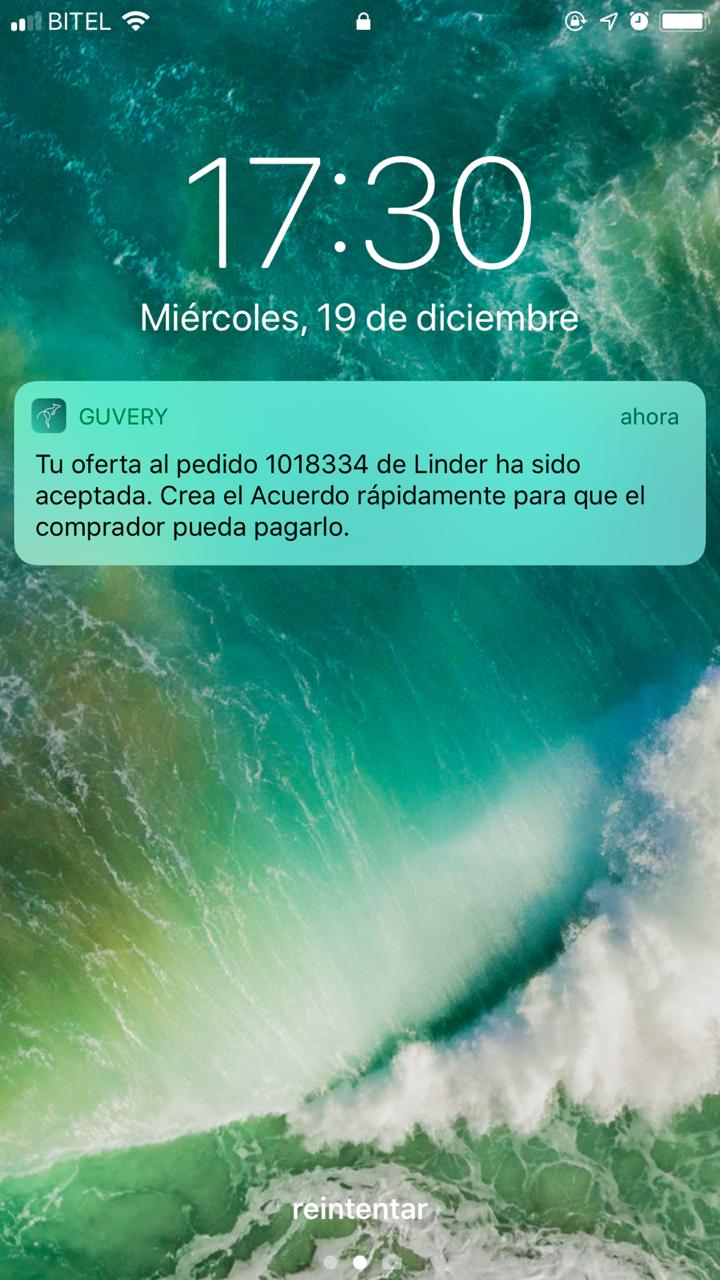 BITEL
17:30
Miércoles, 19 de diciembre
GUVERY ahora
Tu oferta al pedido 1018334 de Linder ha sido
aceptada. Crea el Acuerdo rápidamente para que el
comprador pueda pagarlo.
reintentar